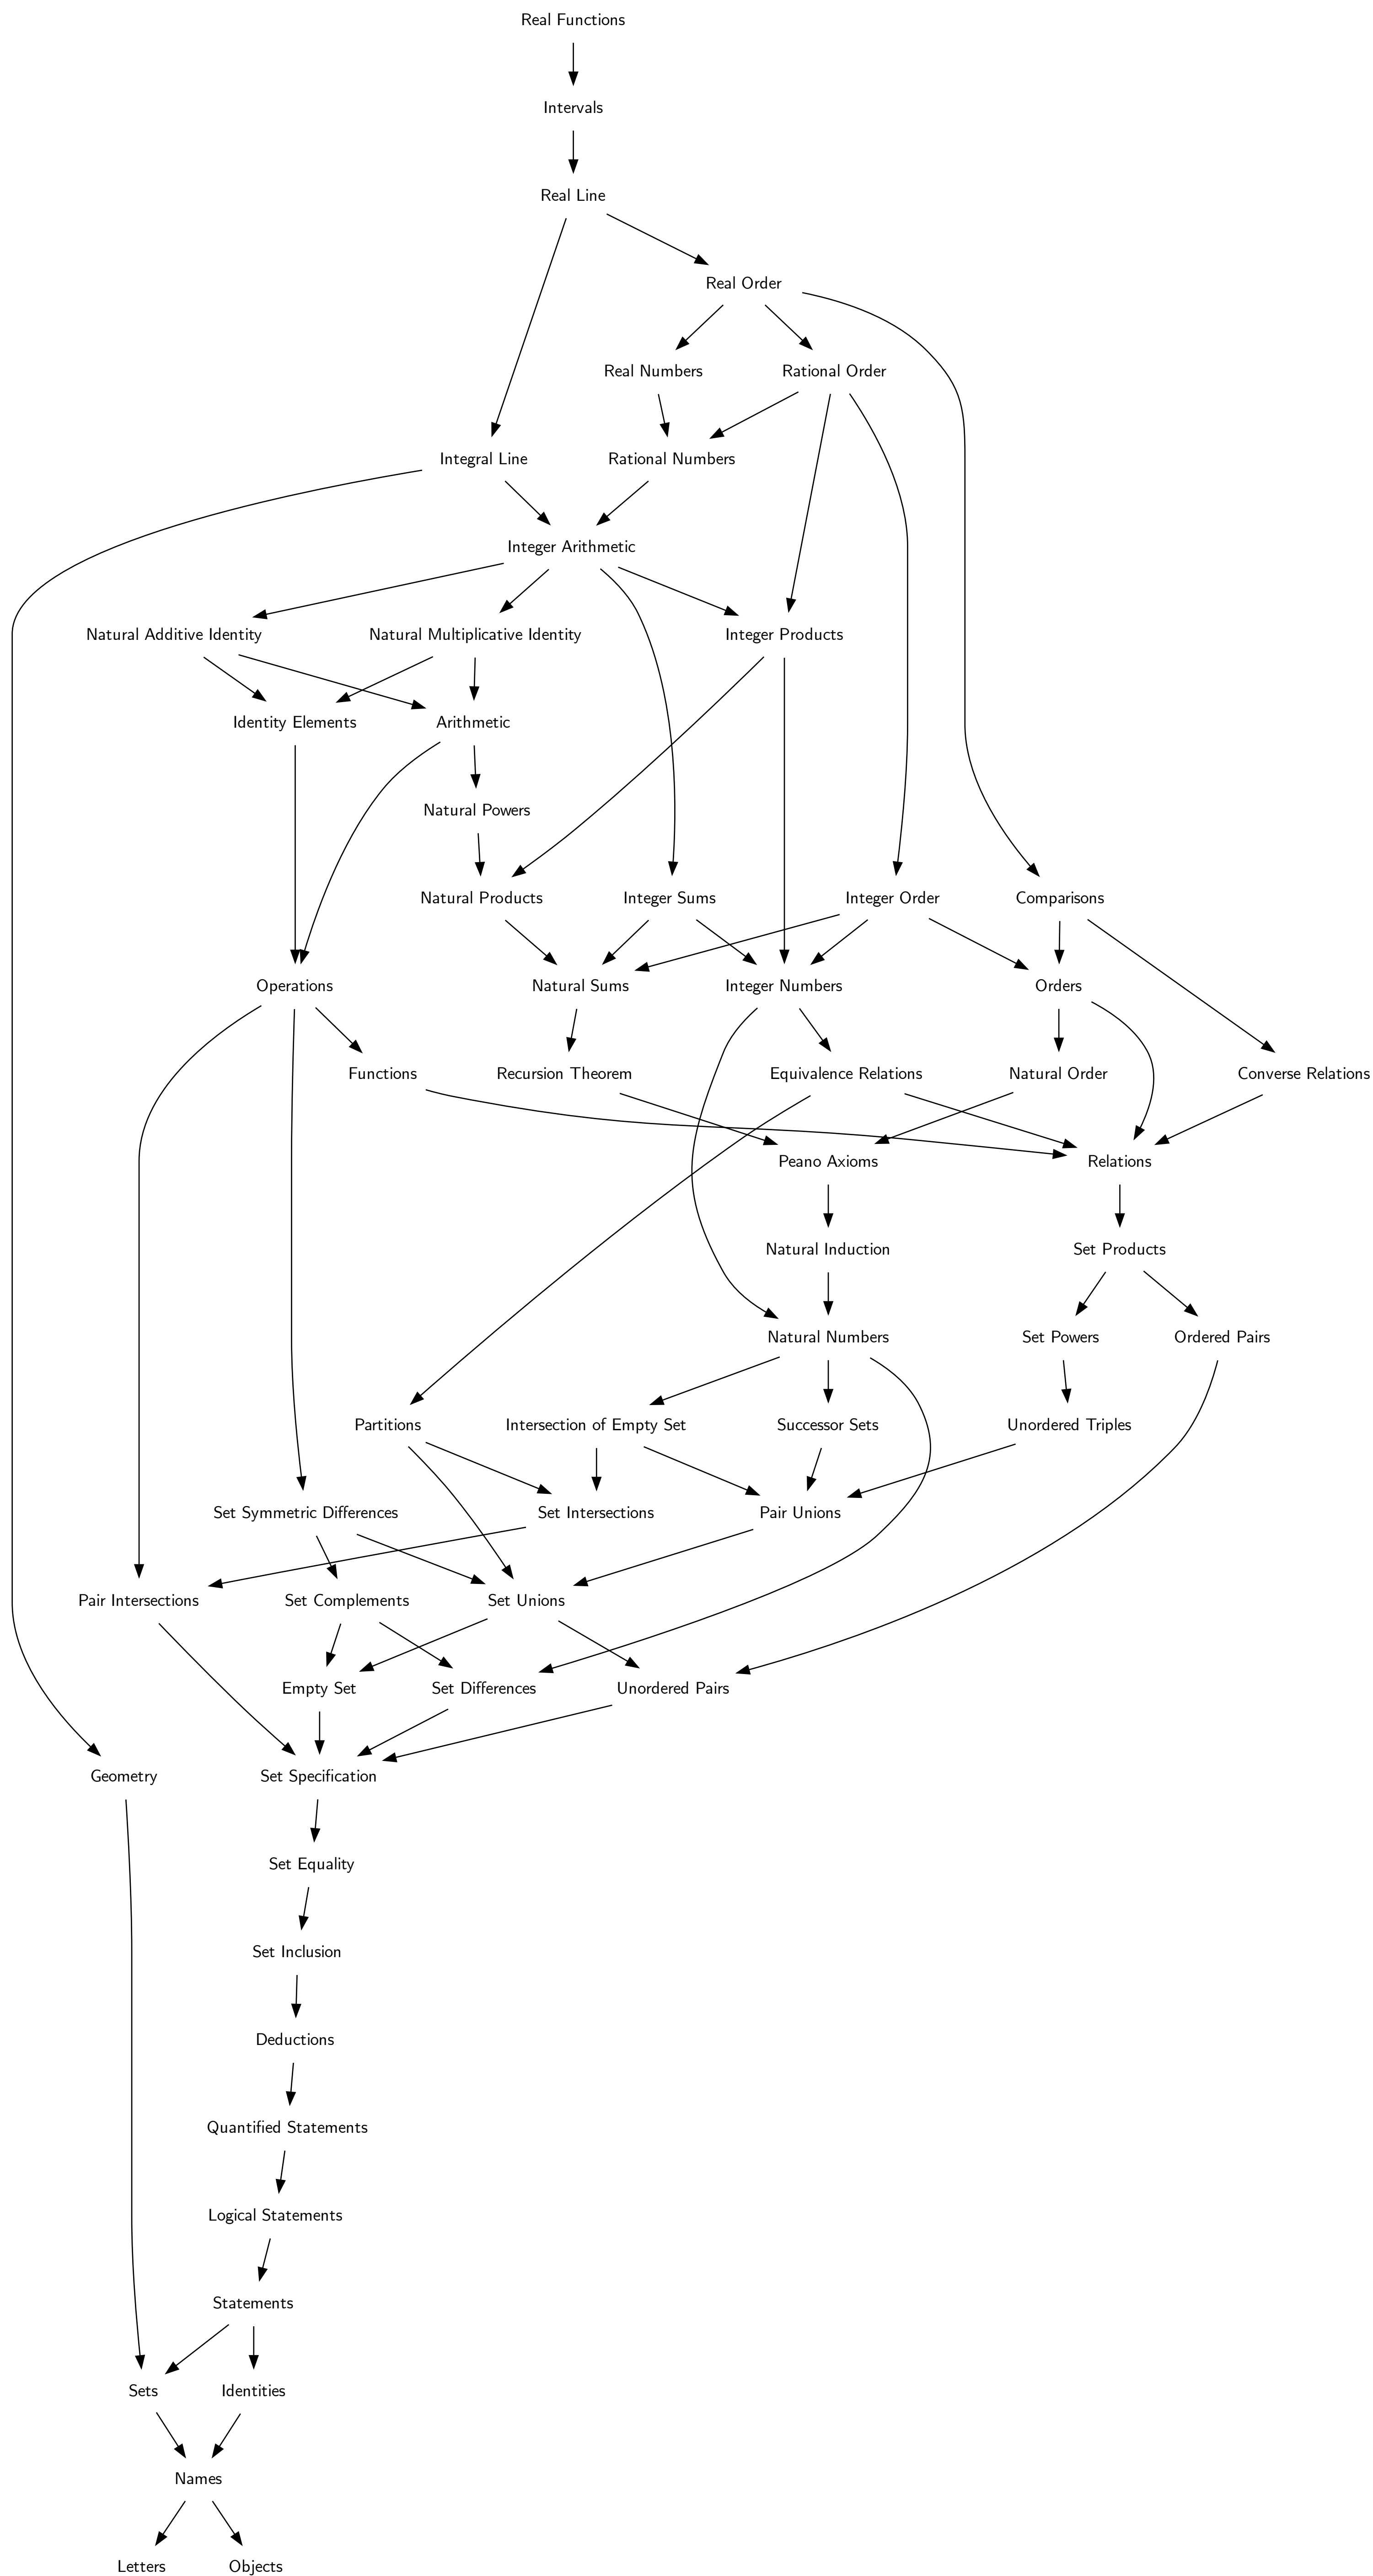 Real Functions
Intervals
Real Line
Real Order
Real Numbers
Rational Order
Integral Line
Rational Numbers
Integer Arithmetic
Natural Additive Identity
Natural Multiplicative Identity
Integer Products
Identity Elements
Arithmetic
Natural Powers
Natural Products
Integer Sums
Integer Order
Comparisons
Operations
Natural Sums
Integer Numbers
Orders
Functions
Recursion Theorem
Equivalence Relations
Natural Order
Converse Relations
Peano Axioms
Relations
Natural Induction
Set Products
Natural Numbers
Set Powers
Ordered Pairs
Partitions
Intersection of Empty Set
Successor Sets
Unordered Triples
Set Symmetric Differences
Set Intersections
Pair Unions
Pair Intersections
Set Complements
Set Unions
Empty Set
Set Differences
Unordered Pairs
Geometry
Set Specification
Set Equality
Set Inclusion
Deductions
Quantified Statements
Logical Statements
Statements
Sets
Identities
Names
Letters
Objects